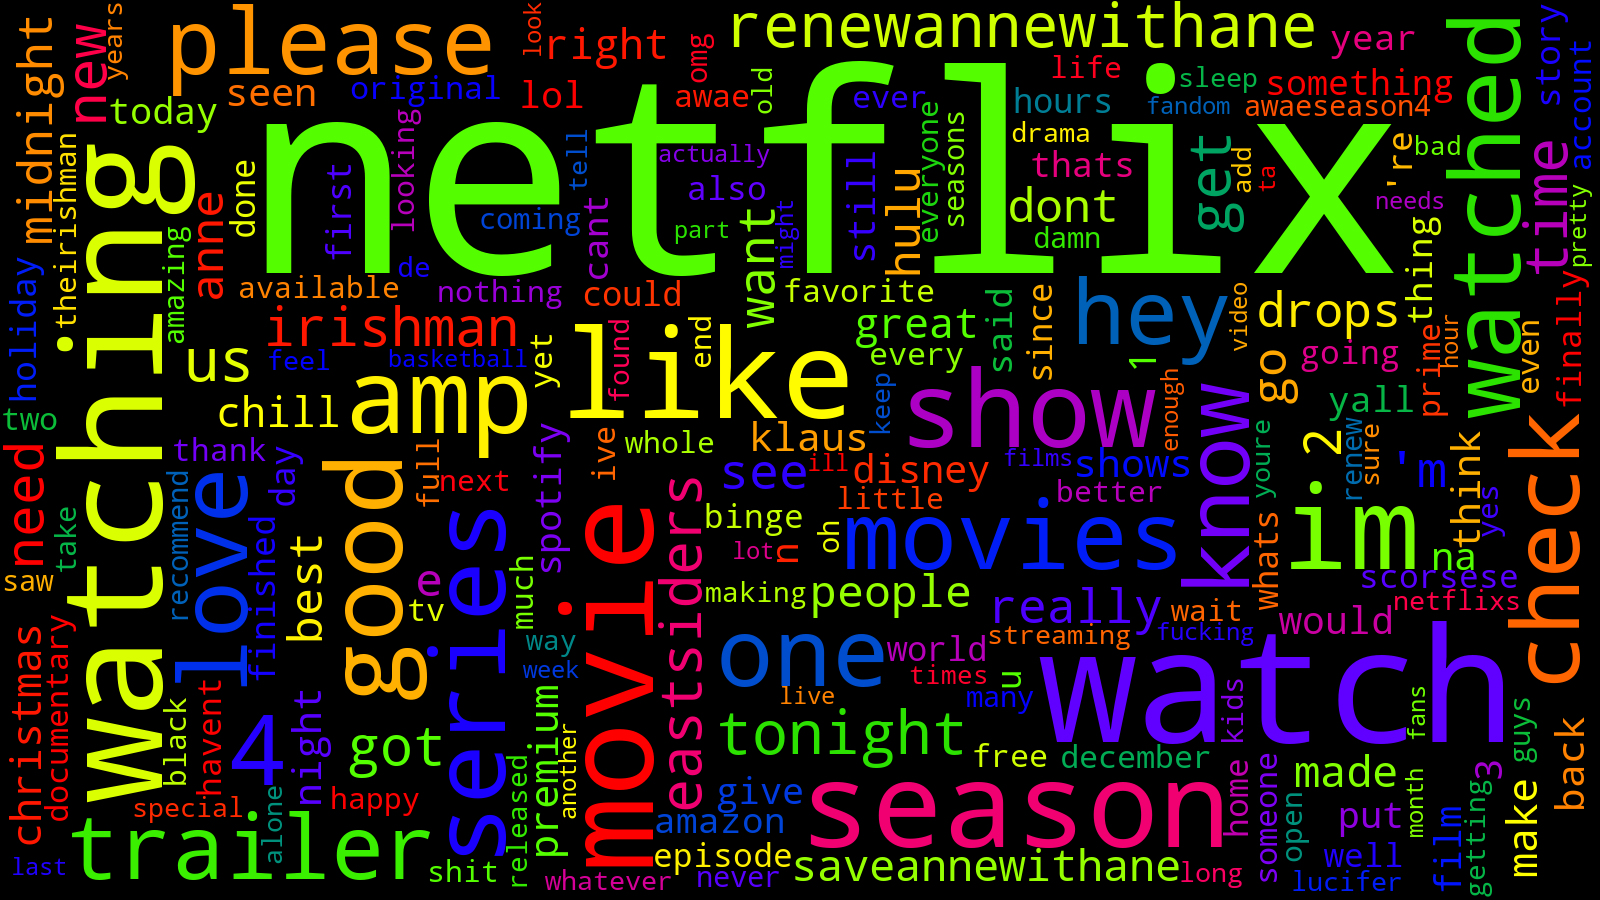 please
look
right
renewannewithane
year
watched
story
years
new
midnight
today
seen
original
lol
omg
awae
old
ever
life
hours
sleep
fandom
something
awaeseason4
account
netflix
drama
thats
dont
damn
get
add
ta
're
bad
needs
time
pretty
theirishman
watching
amazing
anne
done
first
looking
tell
actually
also
coming
cant
part
want
might
still
hulu
everyone
seasons
holiday
available
de
nothing
could
favorite
great
every
said
since
hey
1
video
drops
thing
going
prime
hour
even
finally
irishman
us
feel
basketball
yet
like
found
end
amp
chill
two
thank
whole
klaus
keep
show
enough
know
go
yall
2
renew
sure
'm
think
yes
check
need
take
recommend
love
finished
day
good
full
next
spotify
ive
see
ill
disney
films
shows
little
better
youre
whats
im
na
scorsese
netflixs
saw
best
e
tv
series
much
movie
eastsiders
binge
lot
n
oh
movies
making
people
really
wait
would
streaming
fucking
christmas
documentary
black
havent
4
night
got
way
week
one
world
times
u
many
live
watch
kids
fans
guys
back
tonight
free
december
special
alone
happy
trailer
last
shit
released
premium
another
whatever
give
amazon
episode
never
season
saveannewithane
long
home
someone
open
made
put
well
lucifer
month
film
3
getting
make